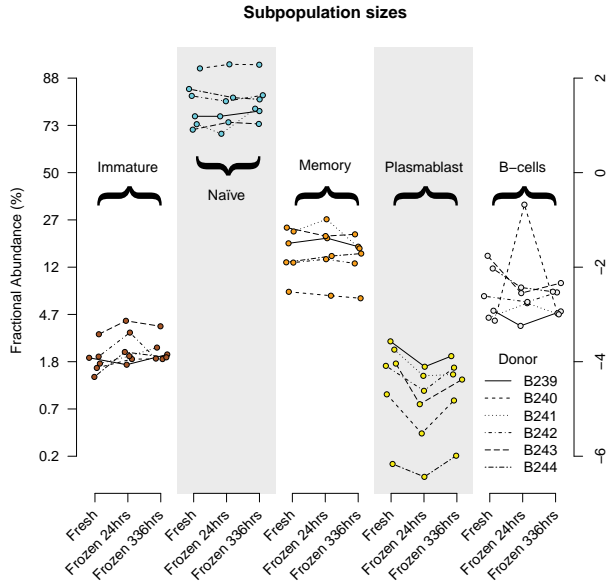 Subpopulation sizes
Fractional Abundance (%)
88
73
50
27
12
4.7
1.8
0.7
0.2
2
0
−2
−4
−6
Immature
Naïve
Memory
Plasmablast
B−cells
Donor
B239
B240
B241
B242
B243
B244
Fresh
Frozen 24hrs
Frozen 336hrs
Fresh
Frozen 24hrs
Frozen 336hrs
Fresh
Frozen 24hrs
Frozen 336hrs
Fresh
Frozen 24hrs
Frozen 336hrs
Fresh
Frozen 24hrs
Frozen 336hrs